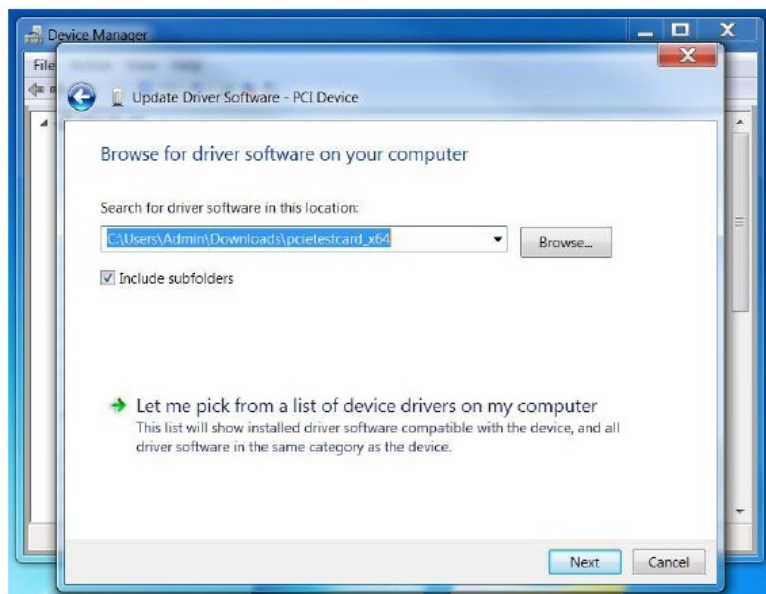 Device Manager
File
Update Driver Software - PCI Device
Browse for driver software on your computer
Search for driver software in this location:
C:\Users\Admin\Downloads\pcietestcard_x64
Browse...
Include subfolders
Let me pick from a list of device drivers on my computer
This list will show installed driver software compatible with the device, and all
driver software in the same category as the device.
Next
Cancel